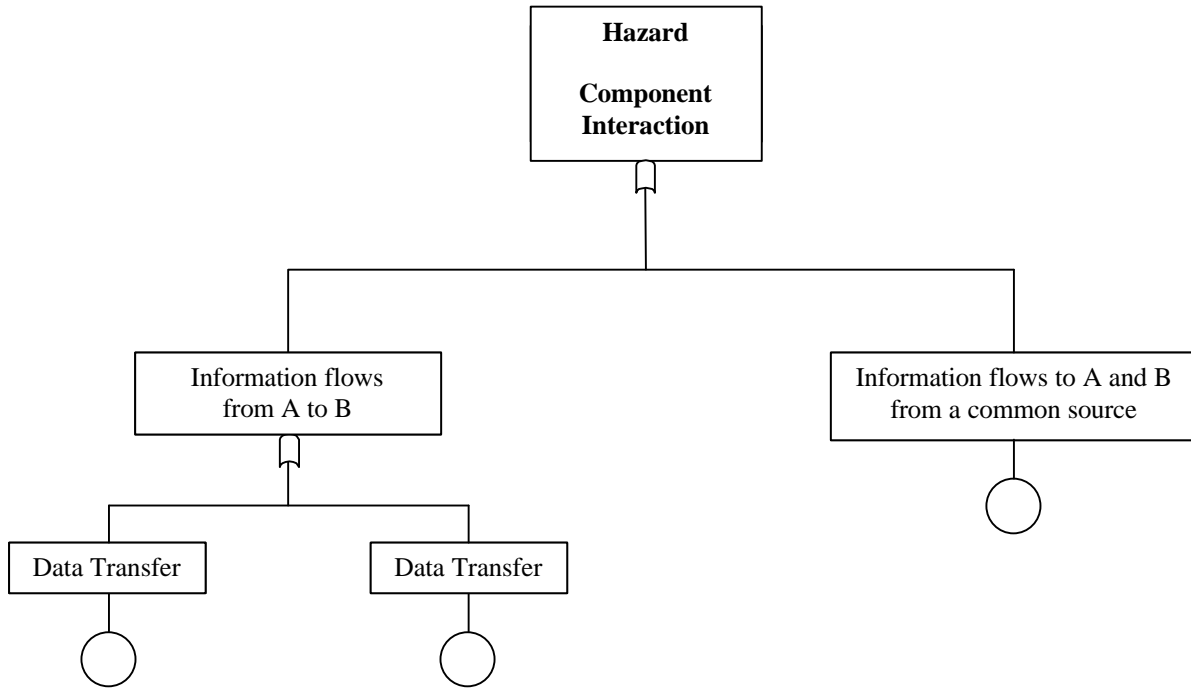 Hazard
Component
Interaction
Information flows
from A to B
Information flows to A and B
from a common source
Data Transfer
Data Transfer